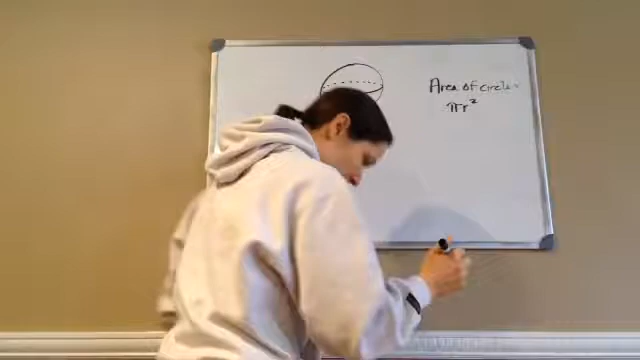 Area of circle:
πr²